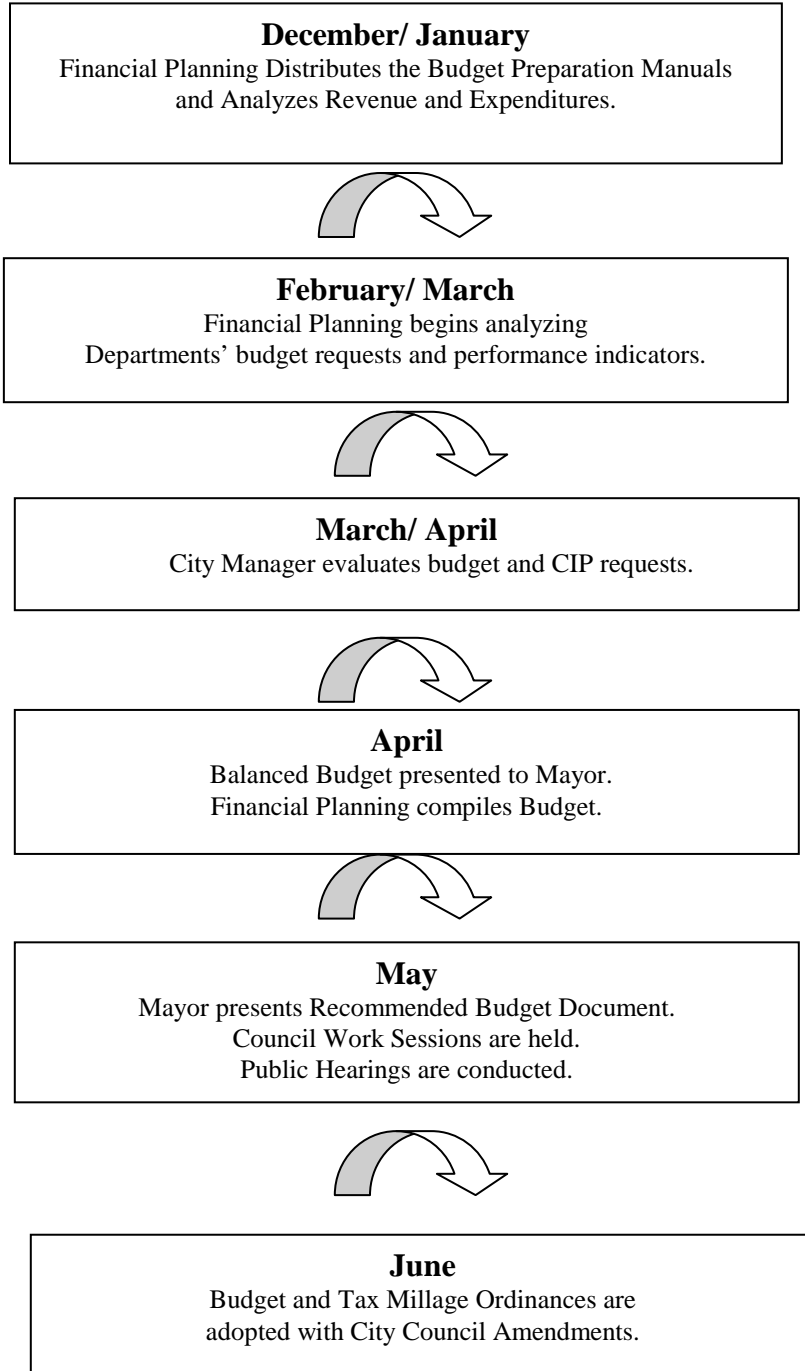 December/ January
Financial Planning Distributes the Budget Preparation Manuals
and Analyzes Revenue and Expenditures.
February/ March
Financial Planning begins analyzing
Departments’ budget requests and performance indicators.
March/ April
City Manager evaluates budget and CIP requests.
April
Balanced Budget presented to Mayor.
Financial Planning compiles Budget.
May
Mayor presents Recommended Budget Document.
Council Work Sessions are held.
Public Hearings are conducted.
June
Budget and Tax Millage Ordinances are
adopted with City Council Amendments.